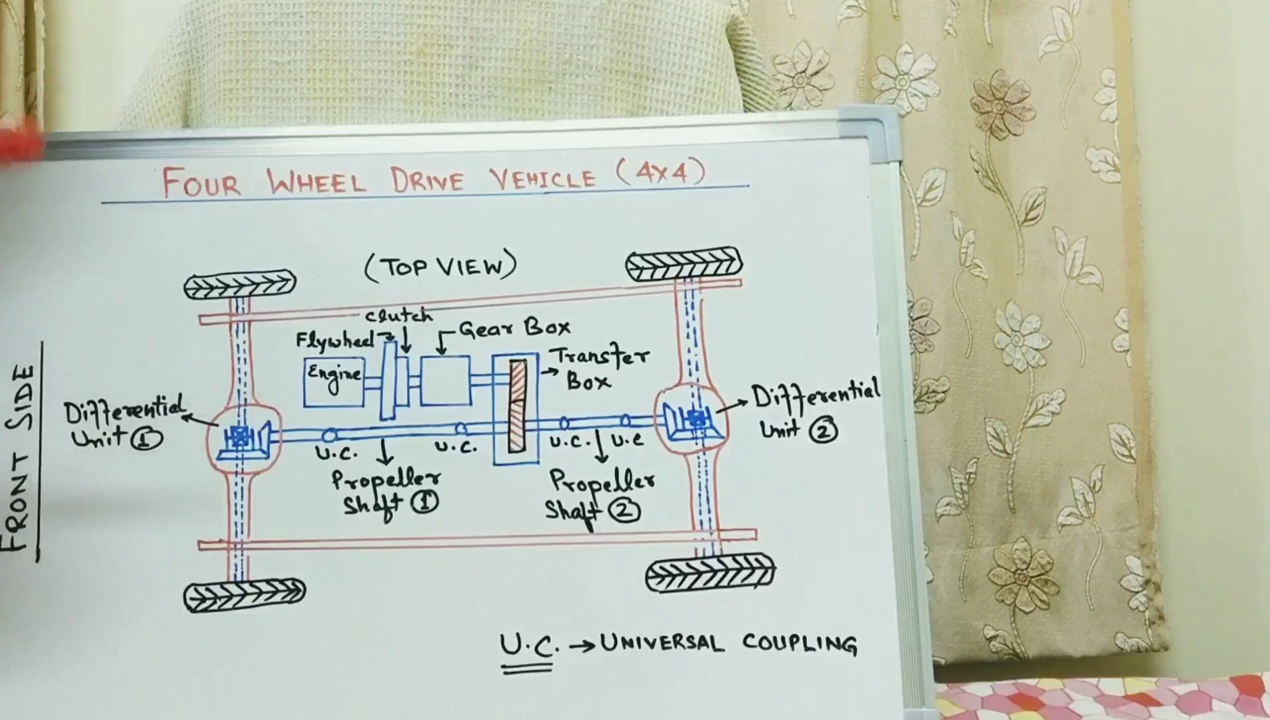 FOUR WHEEL DRIVE VEHICLE (4x4)
(TOP VIEW)
FRONT SIDE
clutch
Flywheel
Gear Box
Engine
Transfer
Box
Differential
Unit ①
Differential
Unit ②
U.C.
U.C.
U.C.
U.C
Propeller
Shaft ①
Propeller
Shaft ②
U.C. → UNIVERSAL COUPLING